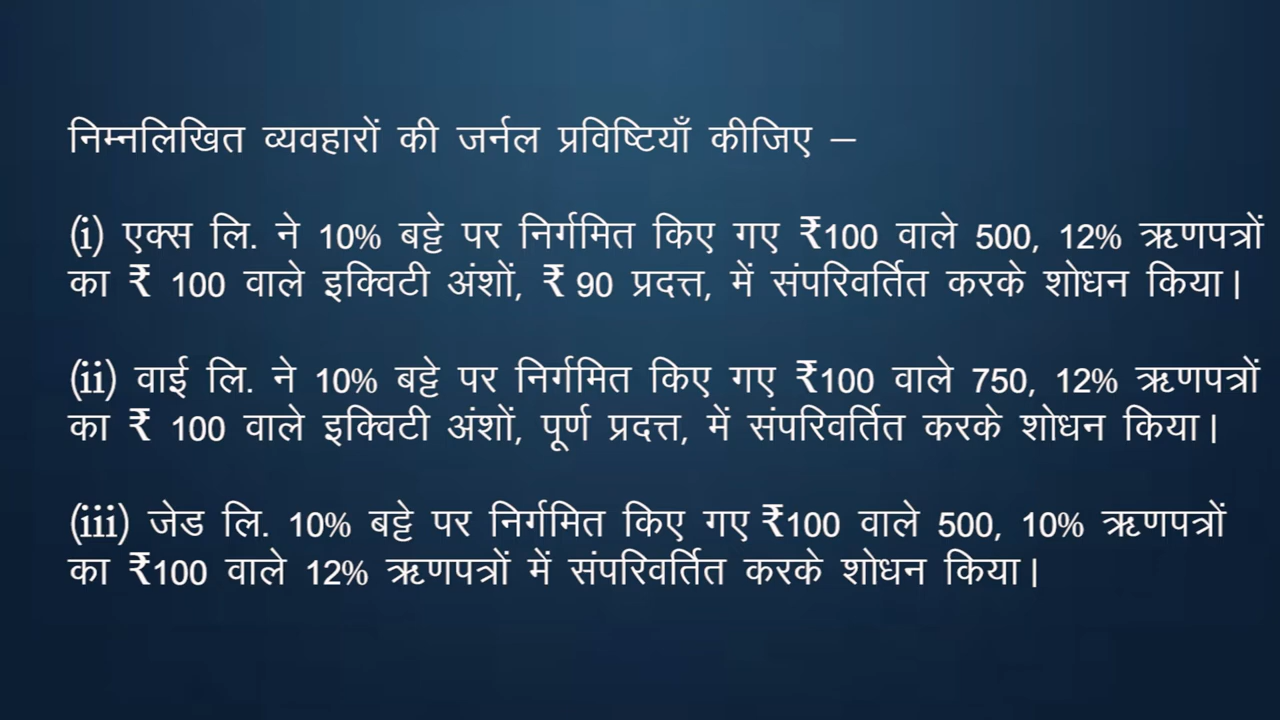 निम्नलिखित व्यवहारों की जर्नल प्रविष्टियाँ कीजिए –
(i) एक्स लि. ने 10% बट्टे पर निर्गमित किए गए ₹100 वाले 500, 12% ऋणपत्रों
का ₹ 100 वाले इक्विटी अंशों, ₹ 90 प्रदत्त, में संपरिवर्तित करके शोधन किया।
(ii) वाई लि. ने 10% बट्टे पर निर्गमित किए गए ₹100 वाले 750, 12% ऋणपत्रों
का ₹ 100 वाले इक्विटी अंशों, पूर्ण प्रदत्त, में संपरिवर्तित करके शोधन किया।
(iii) जेड लि. 10% बट्टे पर निर्गमित किए गए ₹100 वाले 500, 10% ऋणपत्रों
का ₹100 वाले 12% ऋणपत्रों में संपरिवर्तित करके शोधन किया।